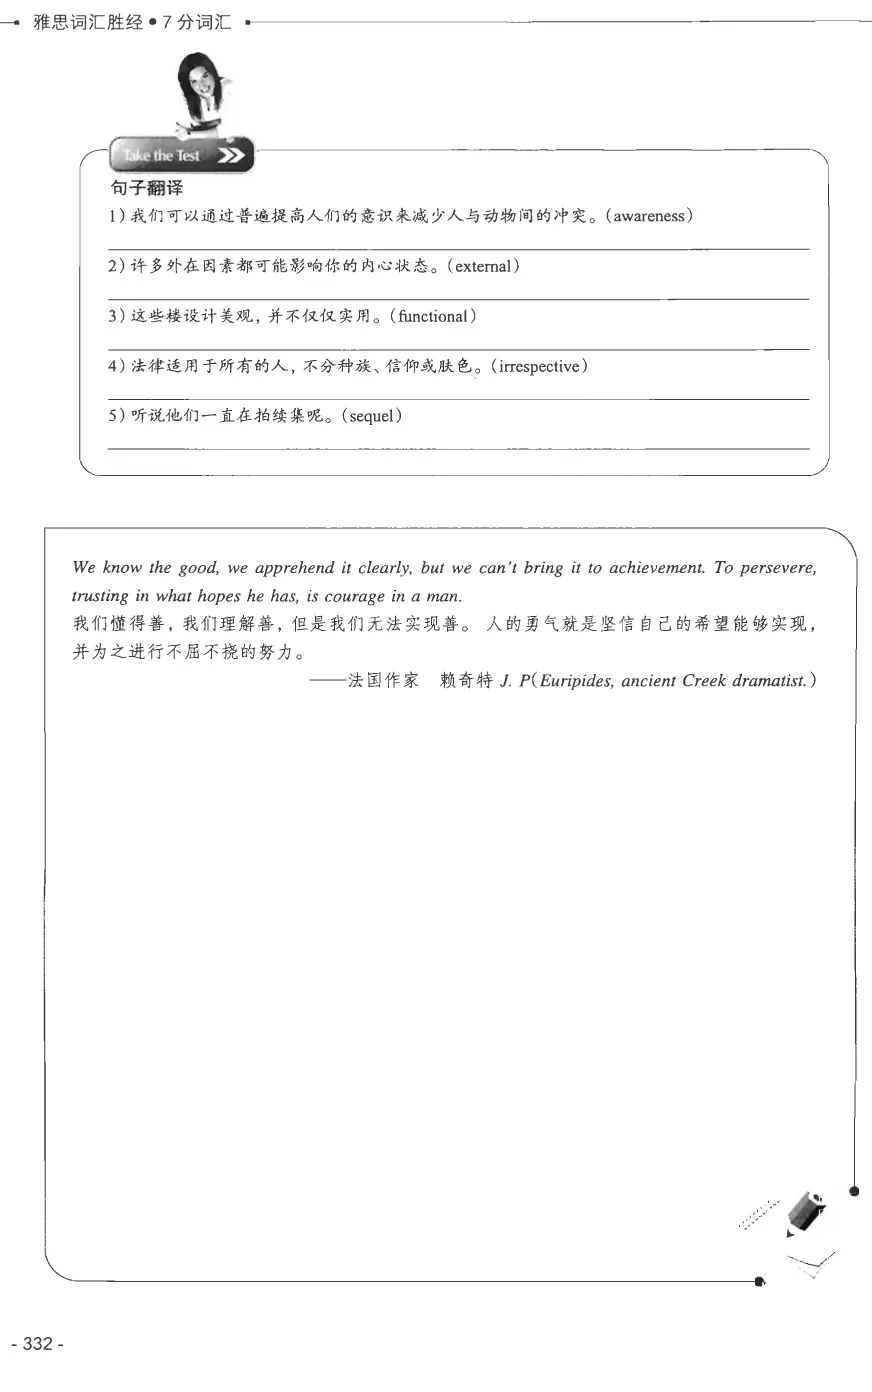 雅思词汇胜经•7分词汇
Take the Test
句子翻译
1)我们可以通过普遍提高人们的意识来减少人与动物间的冲突。(awareness)
2)许多外在因素都可能影响你的内心状态。(external)
3)这些楼设计美观,并不仅仅实用。(functional)
4)法律适用于所有的人,不分种族、信仰或肤色。(irrespective)
5)听说他们一直在拍续集呢。(sequel)
We know the good, we apprehend it clearly, but we can't bring it to achievement. To persevere,
trusting in what hopes he has, is courage in a man.
我们懂得善,我们理解善,但是我们无法实现善。 人的勇气就是坚信自己的希望能够实现,
并为之进行不屈不挠的努力。
——法国作家 赖奇特 J. P(Euripides, ancient Creek dramatist.)
- 332 -